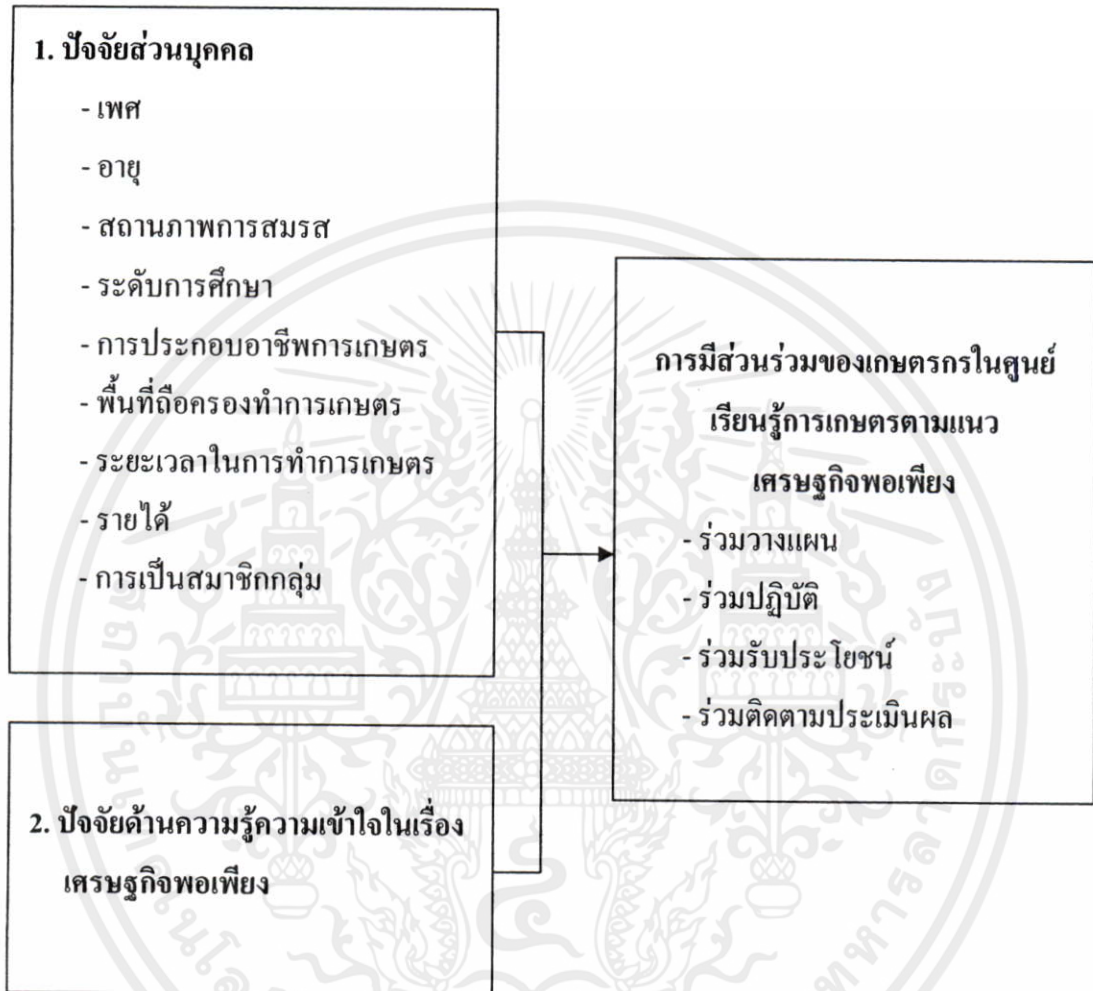 1. ปัจจัยส่วนบุคคล
- เพศ
- อายุ
- สถานภาพการสมรส
- ระดับการศึกษา
- การประกอบอาชีพการเกษตร
- พื้นที่ถือครองทำการเกษตร
- ระยะเวลาในการทำการเกษตร
- รายได้
- การเป็นสมาชิกกลุ่ม
2. ปัจจัยด้านความรู้ความเข้าใจในเรื่อง
เศรษฐกิจพอเพียง
การมีส่วนร่วมของเกษตรกรในศูนย์
เรียนรู้การเกษตรตามแนว
เศรษฐกิจพอเพียง
- ร่วมวางแผน
- ร่วมปฏิบัติ
- ร่วมรับประโยชน์
- ร่วมติดตามประเมินผล